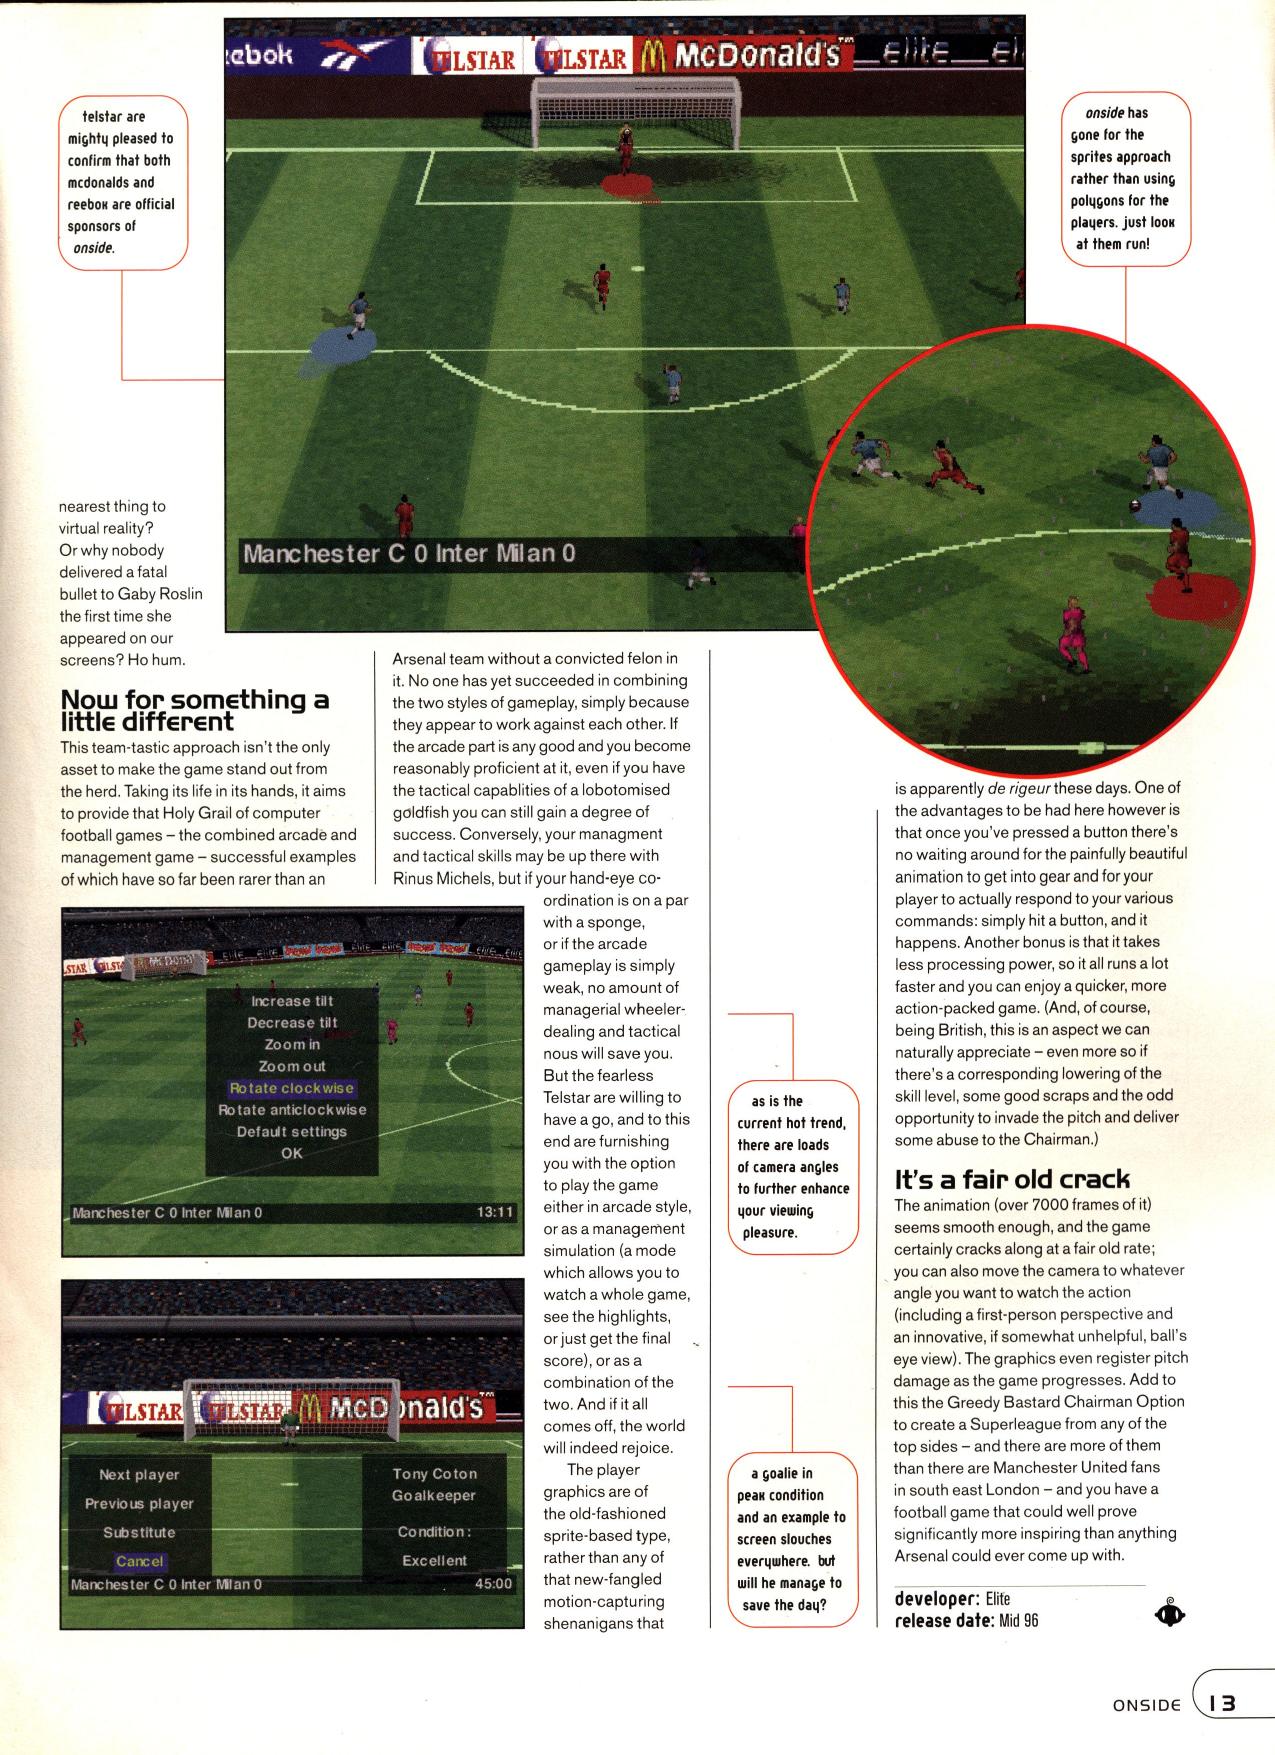 ebok
TELSTAR
TELSTAR
McDonald's™
elite
el
telstar are
mighty pleased to
confirm that both
mcdonalds and
reebok are official
sponsors of
onside.
onside has
gone for the
sprites approach
rather than using
polygons for the
players. just look
at them run!
Manchester C 0 Inter Milan 0
nearest thing to
virtual reality?
Or why nobody
delivered a fatal
bullet to Gaby Roslin
the first time she
appeared on our
screens? Ho hum.
Now for something a
little different
This team-tastic approach isn't the only
asset to make the game stand out from
the herd. Taking its life in its hands, it aims
to provide that Holy Grail of computer
football games – the combined arcade and
management game – successful examples
of which have so far been rarer than an
Arsenal team without a convicted felon in
it. No one has yet succeeded in combining
the two styles of gameplay, simply because
they appear to work against each other. If
the arcade part is any good and you become
reasonably proficient at it, even if you have
the tactical capablities of a lobotomised
goldfish you can still gain a degree of
success. Conversely, your managment
and tactical skills may be up there with
Rinus Michels, but if your hand-eye co-
ordination is on a par
with a sponge,
or if the arcade
gameplay is simply
weak, no amount of
managerial wheeler-
dealing and tactical
nous will save you.
But the fearless
Telstar are willing to
have a go, and to this
end are furnishing
you with the option
to play the game
either in arcade style,
or as a management
simulation (a mode
which allows you to
watch a whole game,
see the highlights,
or just get the final
score), or as a
combination of the
two. And if it all
comes off, the world
will indeed rejoice.
The player
graphics are of
the old-fashioned
sprite-based type,
rather than any of
that new-fangled
motion-capturing
shenanigans that
STAR
TELSTA
McDonal
elite
elite
elite
Increase tilt
Decrease tilt
Zoom in
Zoom out
Rotate clockwise
Rotate anticlockwise
Default settings
OK
Manchester C 0 Inter Milan 0
13:11
TELSTAR
TELSTAR
McDonald's™
Next player
Previous player
Substitute
Cancel
Tony Coton
Goalkeeper
Condition:
Excellent
Manchester C 0 Inter Milan 0
45:00
as is the
current hot trend,
there are loads
of camera angles
to further enhance
your viewing
pleasure.
a goalie in
peak condition
and an example to
screen slouches
everywhere. but
will he manage to
save the day?
is apparently de rigeur these days. One of
the advantages to be had here however is
that once you've pressed a button there's
no waiting around for the painfully beautiful
animation to get into gear and for your
player to actually respond to your various
commands: simply hit a button, and it
happens. Another bonus is that it takes
less processing power, so it all runs a lot
faster and you can enjoy a quicker, more
action-packed game. (And, of course,
being British, this is an aspect we can
naturally appreciate – even more so if
there's a corresponding lowering of the
skill level, some good scraps and the odd
opportunity to invade the pitch and deliver
some abuse to the Chairman.)
It's a fair old crack
The animation (over 7000 frames of it)
seems smooth enough, and the game
certainly cracks along at a fair old rate;
you can also move the camera to whatever
angle you want to watch the action
(including a first-person perspective and
an innovative, if somewhat unhelpful, ball's
eye view). The graphics even register pitch
damage as the game progresses. Add to
this the Greedy Bastard Chairman Option
to create a Superleague from any of the
top sides – and there are more of them
than there are Manchester United fans
in south east London – and you have a
football game that could well prove
significantly more inspiring than anything
Arsenal could ever come up with.
developer: Elite
release date: Mid 96
ONSIDE 13